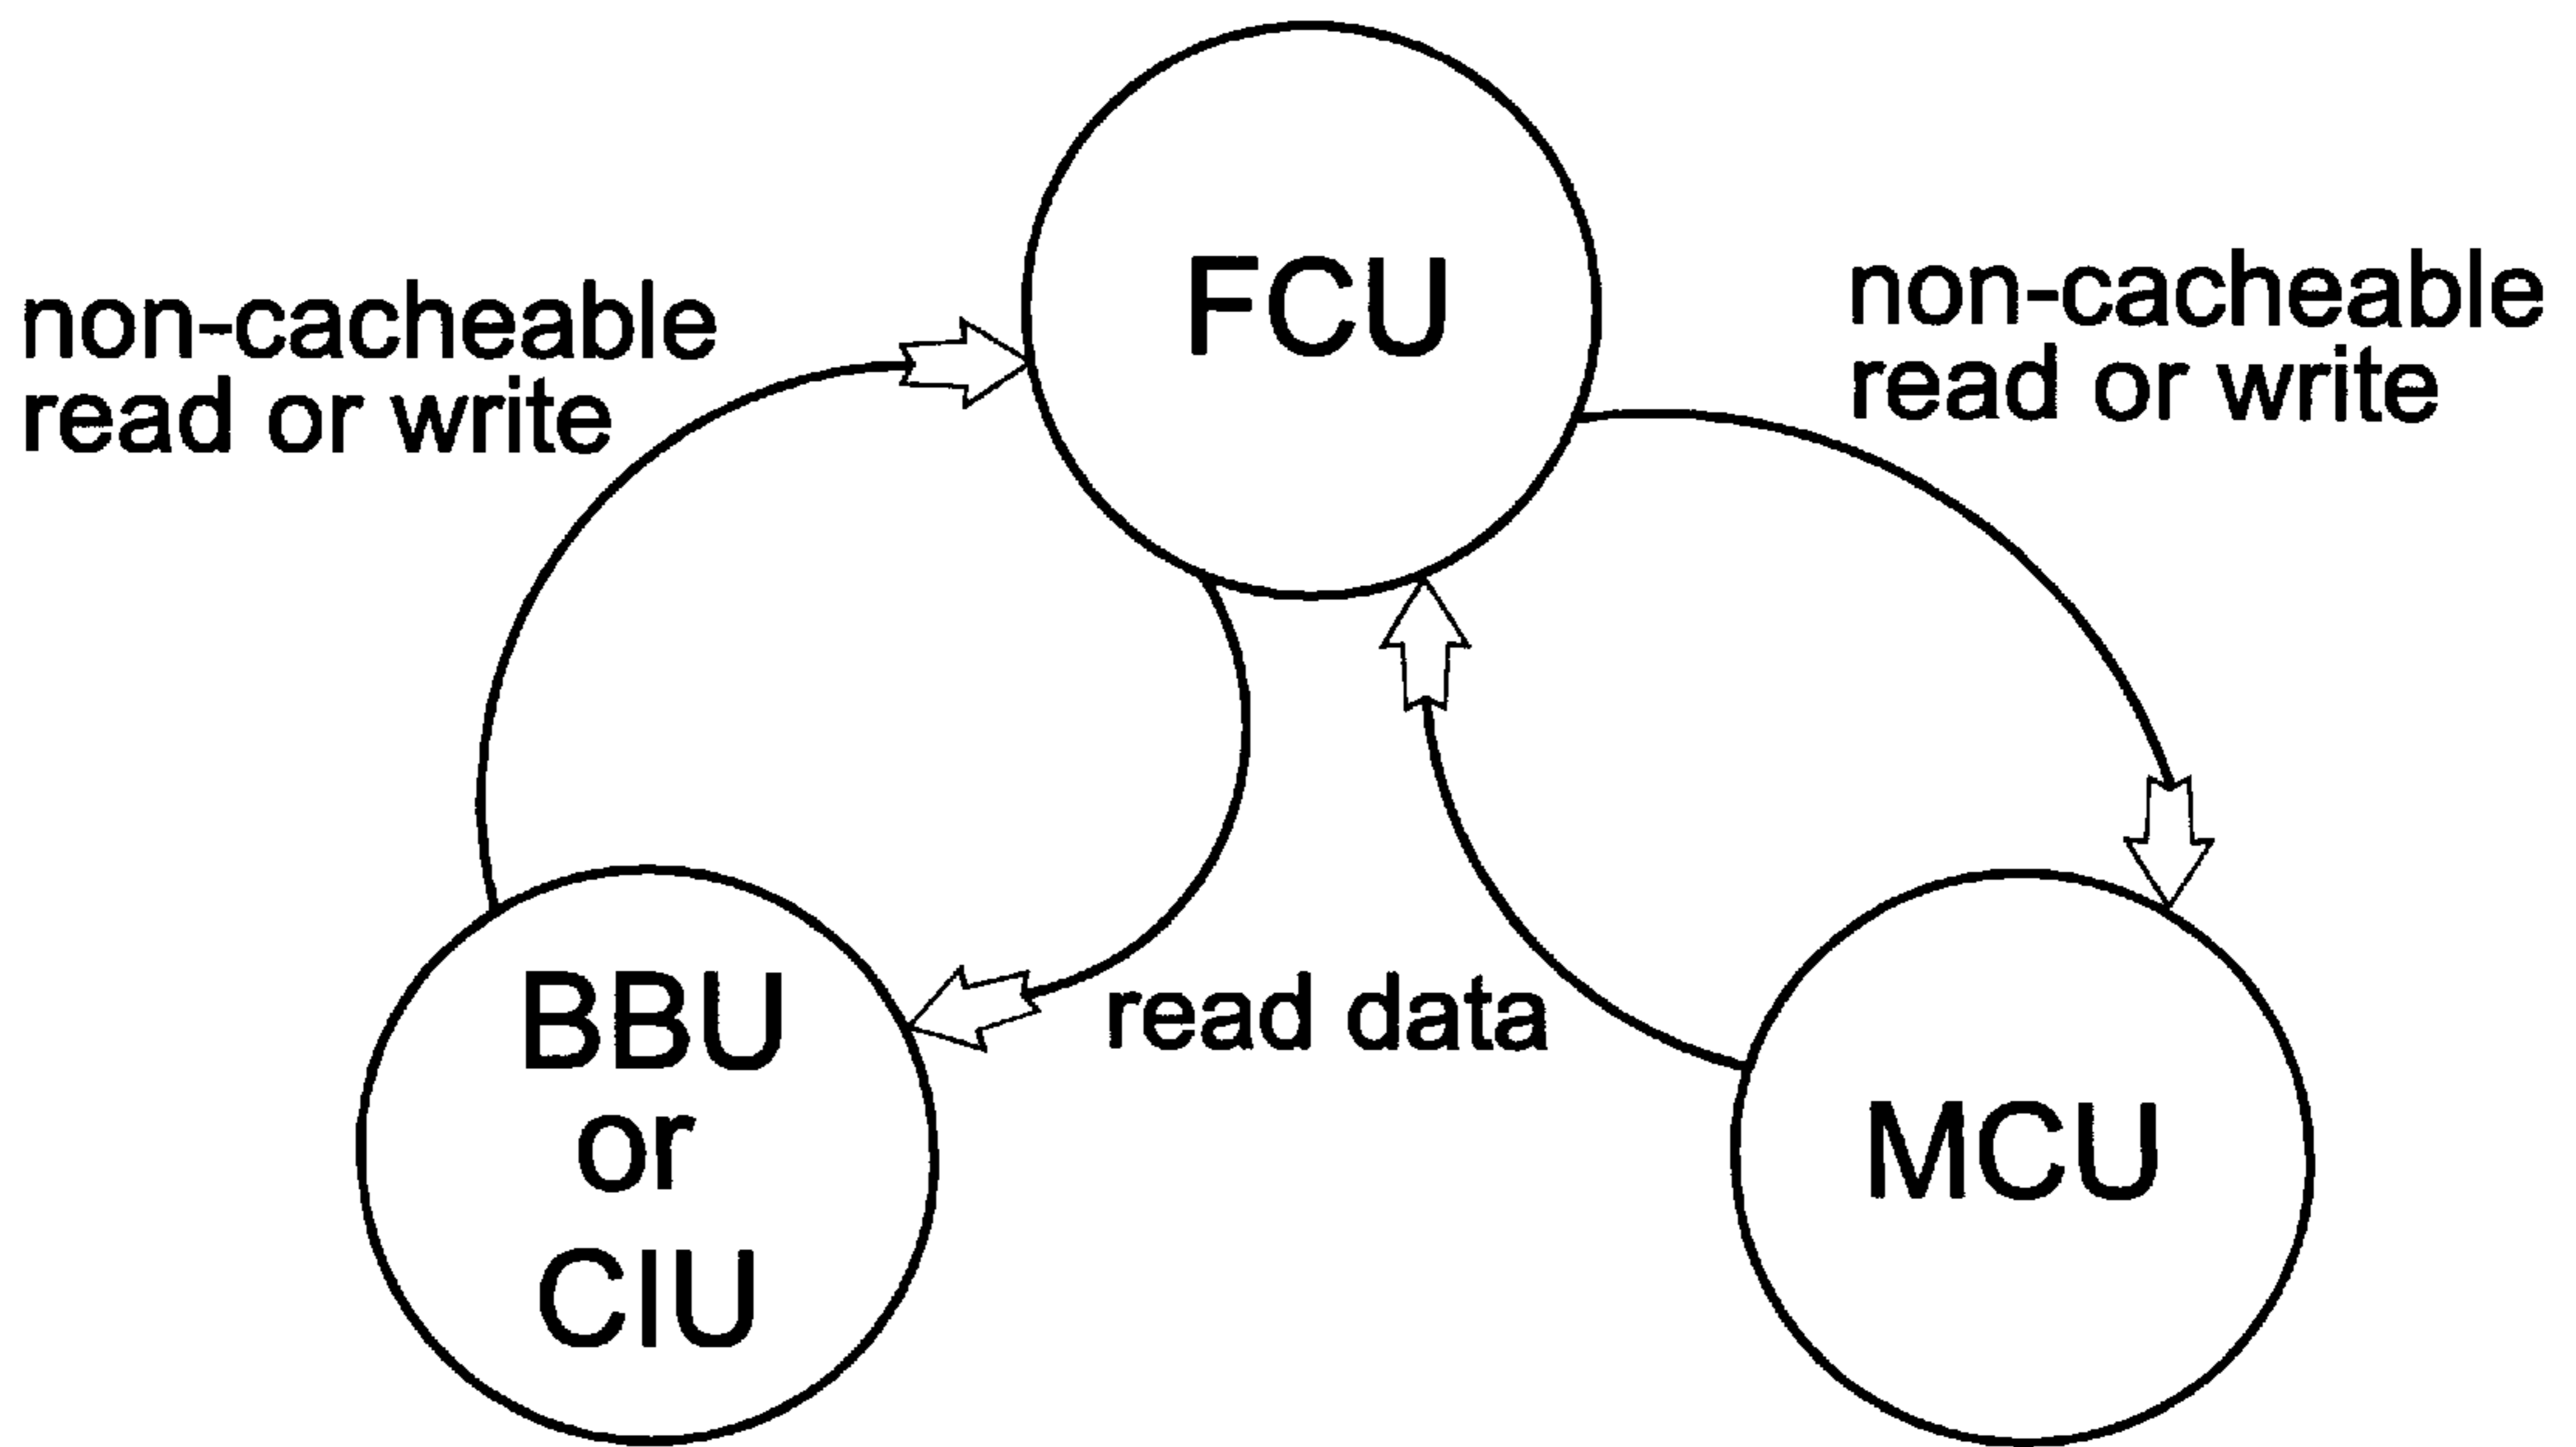 FCU
non-cacheable
read or write
non-cacheable
read or write
BBU
or
CIU
read data
MCU